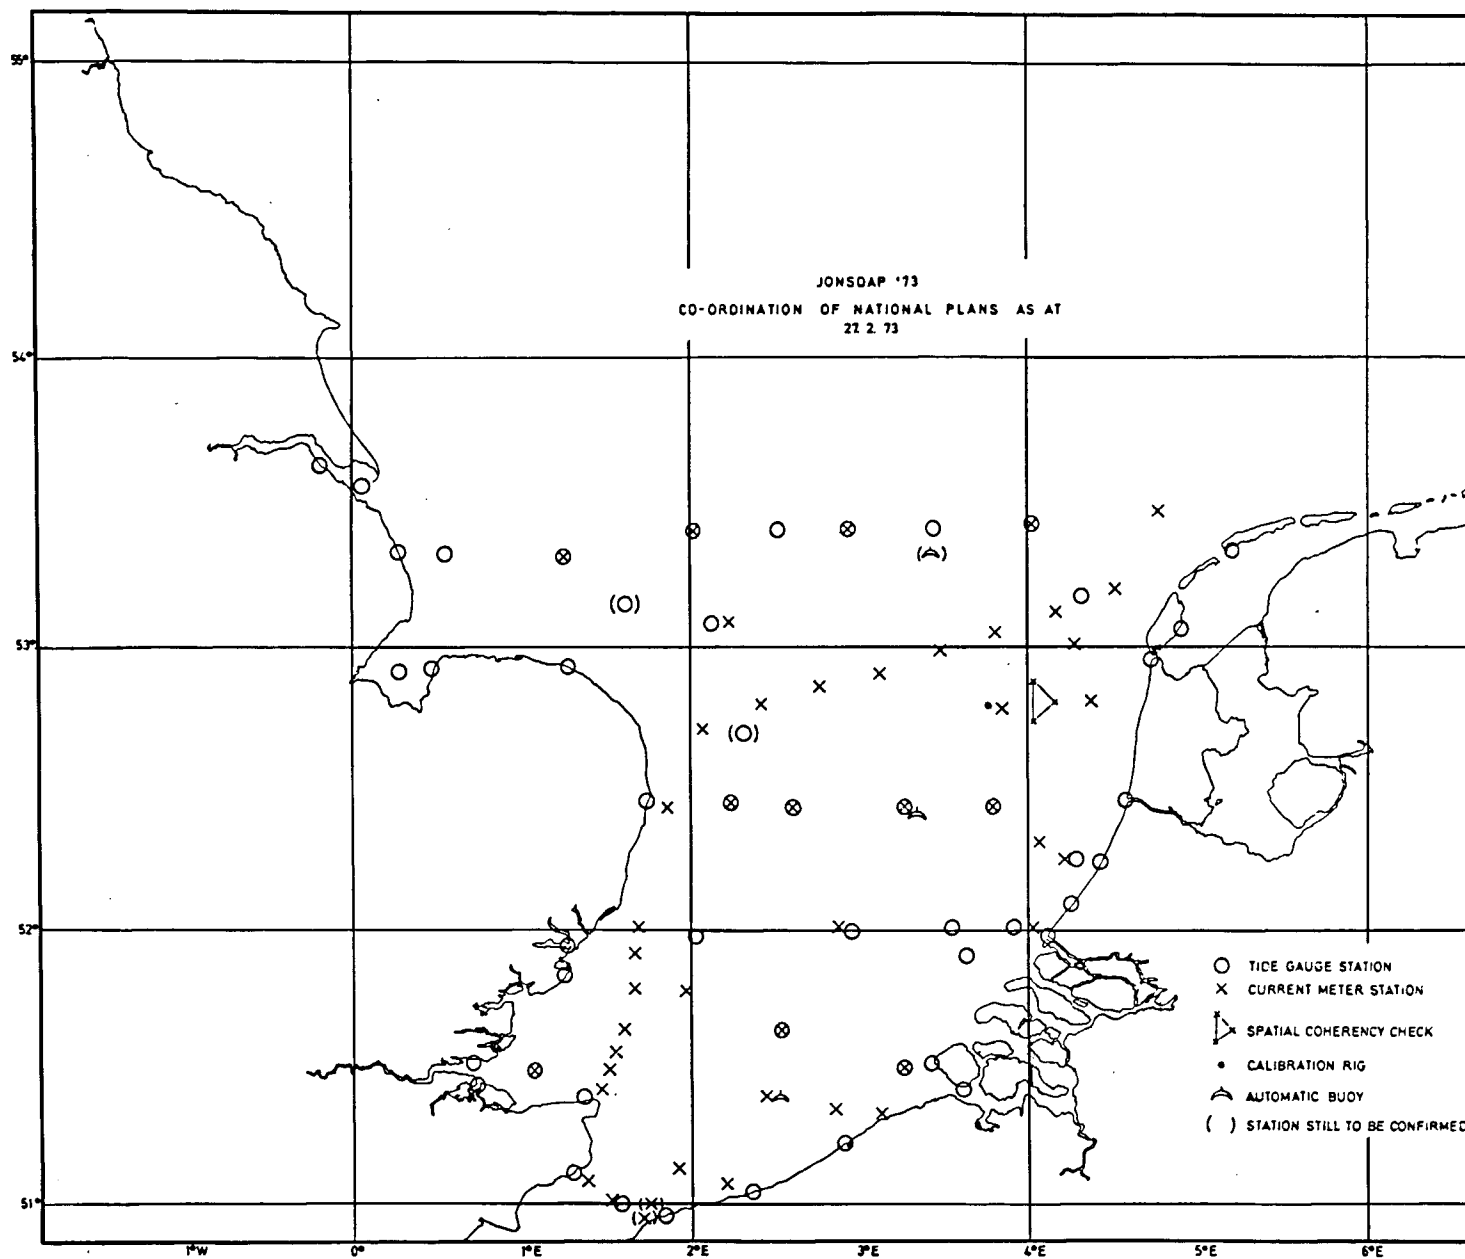 55°
JONSDAP '73
CO-ORDINATION OF NATIONAL PLANS AS AT
27. 2. 73
54°
53°
52°
TIDE GAUGE STATION
CURRENT METER STATION
SPATIAL COHERENCY CHECK
CALIBRATION RIG
AUTOMATIC BUOY
( ) STATION STILL TO BE CONFIRMED
51°
1°W 0° 1°E 2°E 3°E 4°E 5°E 6°E